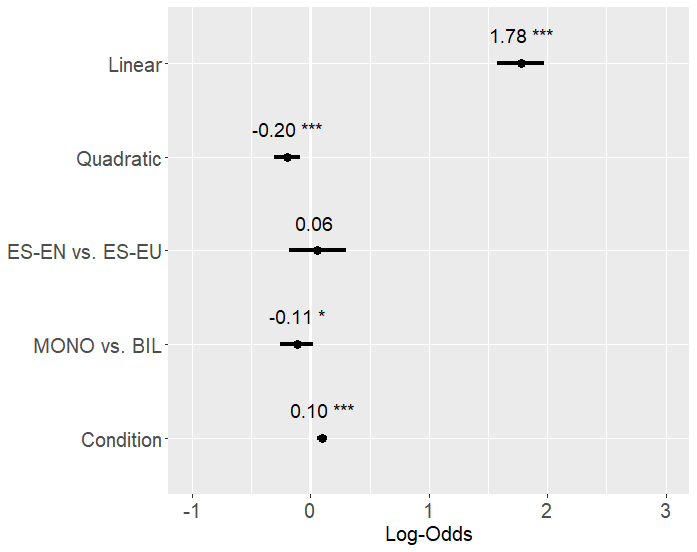 1.78 ***
Linear
-0.20 ***
Quadratic
0.06
ES-EN vs. ES-EU
-0.11 *
MONO vs. BIL
0.10 ***
Condition
-1 0 1 2 3
Log-Odds